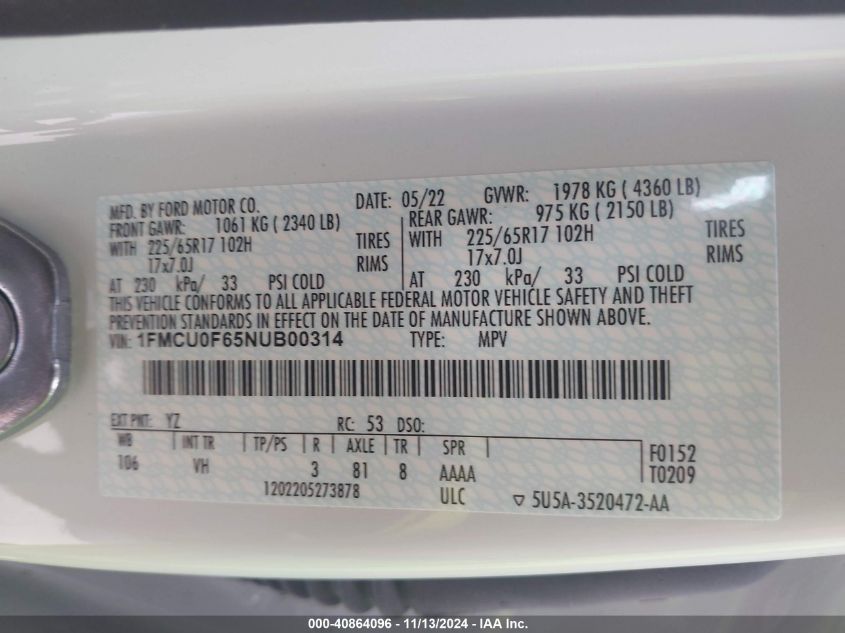 MFD. BY FORD MOTOR CO. DATE: 05/22 GVWR: 1978 KG ( 4360 LB)
FRONT GAWR: 1061 KG ( 2340 LB) REAR GAWR: 975 KG ( 2150 LB)
WITH 225/65R17 102H TIRES WITH 225/65R17 102H TIRES
17x7.0J RIMS 17x7.0J RIMS
AT 230 kPa/ 33 PSI COLD AT 230 kPa/ 33 PSI COLD
THIS VEHICLE CONFORMS TO ALL APPLICABLE FEDERAL MOTOR VEHICLE SAFETY AND THEFT
PREVENTION STANDARDS IN EFFECT ON THE DATE OF MANUFACTURE SHOWN ABOVE.
VIN: 1FMCU0F65NUB00314 TYPE: MPV
EXT PNT: YZ RC: 53 DSO:
WB INT TR TP/PS R AXLE TR SPR F0152
106 VH 3 81 8 AAAA T0209
1202205273878 ULC ▽ 5U5A-3520472-AA
000-40864096 - 11/13/2024 - IAA Inc.